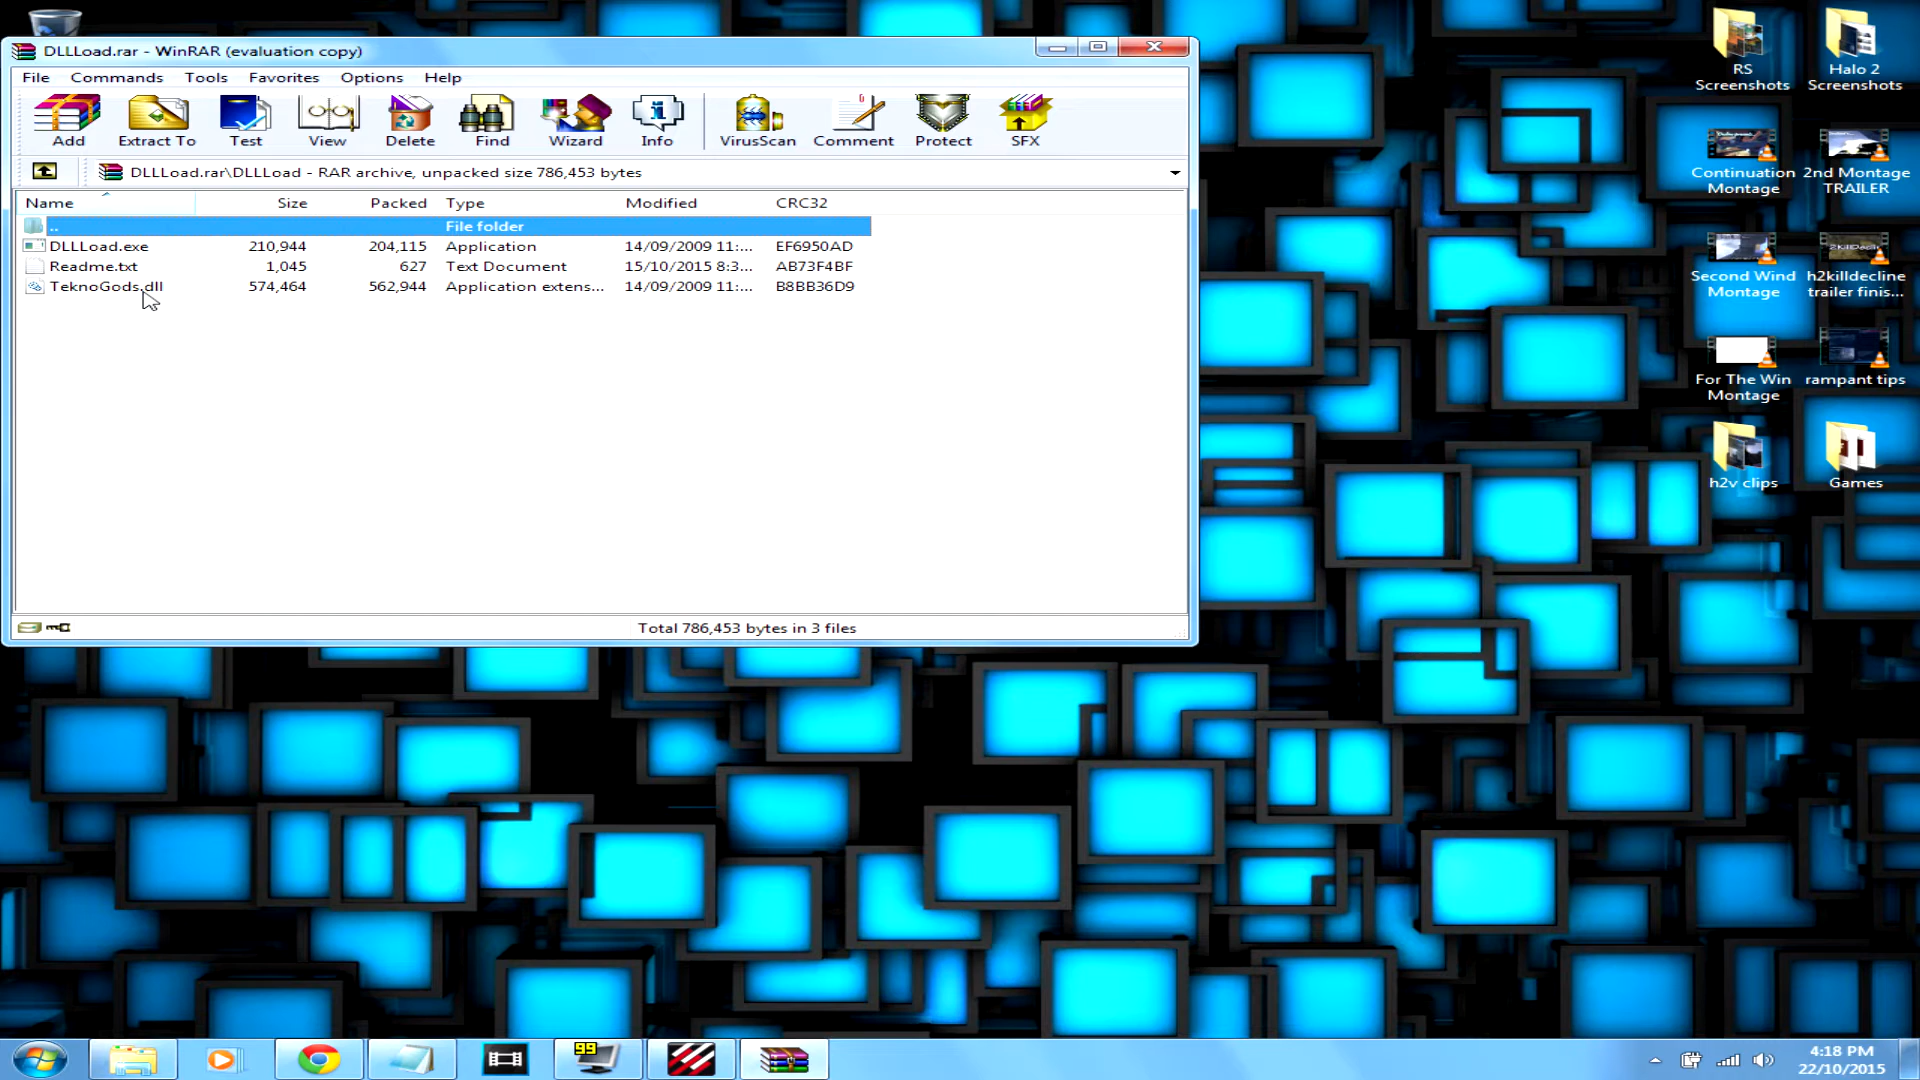 DLLLoad.rar - WinRAR (evaluation copy)
File Commands Tools Favorites Options Help
Add Extract To Test View Delete Find Wizard Info VirusScan Comment Protect SFX
DLLLoad.rar\DLLLoad - RAR archive, unpacked size 786,453 bytes
Name Size Packed Type Modified CRC32
.. File folder
DLLLoad.exe 210,944 204,115 Application 14/09/2009 11:... EF6950AD
Readme.txt 1,045 627 Text Document 15/10/2015 8:3... AB73F4BF
TeknoGods.dll 574,464 562,944 Application extens... 14/09/2009 11:... B8BB36D9
Total 786,453 bytes in 3 files
RS Screenshots
Halo 2 Screenshots
Continuation Montage
2nd Montage TRAILER
Second Wind Montage
h2killdecline trailer finis...
For The Win Montage
rampant tips
h2v clips
Games
99
4:18 PM
22/10/2015